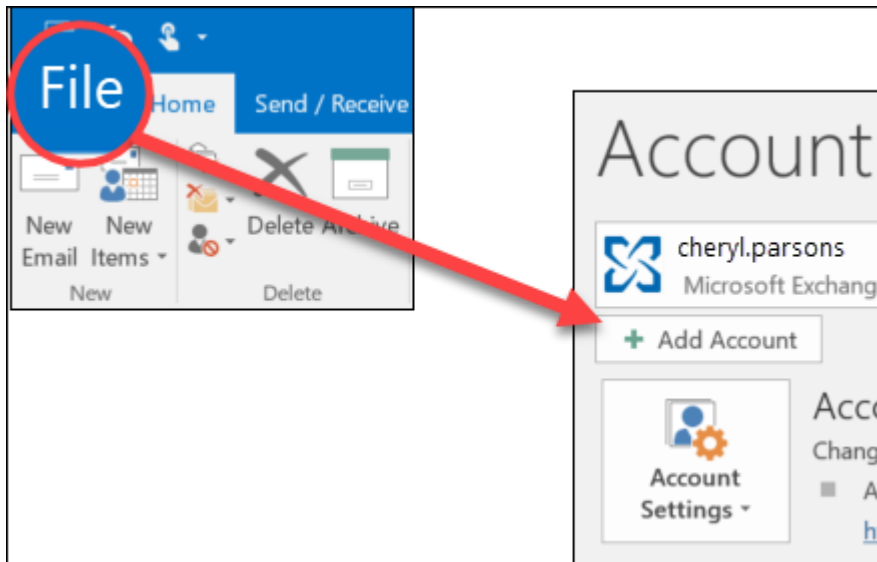 File
Home
Send / Receive
New
Email
New
Items
Delete
Archive
New
Delete
Account
cheryl.parsons
Microsoft Exchang
+ Add Account
Account
Settings
Acco
Chang
A
h